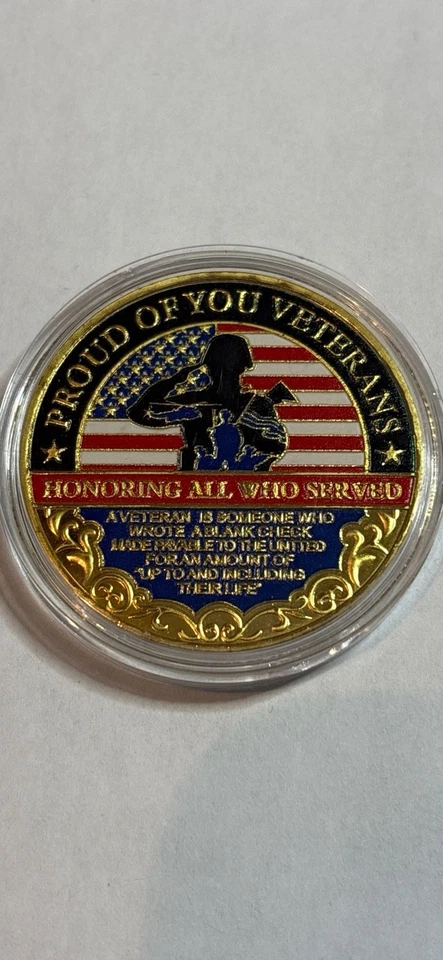 PROUD OF YOU VETERANS
HONORING ALL WHO SERVED
A VETERAN IS SOMEONE WHO
WROTE A BLANK CHECK
MADE PAYABLE TO THE UNITED
FOR AN AMOUNT OF
"UP TO AND INCLUDING
THEIR LIFE"